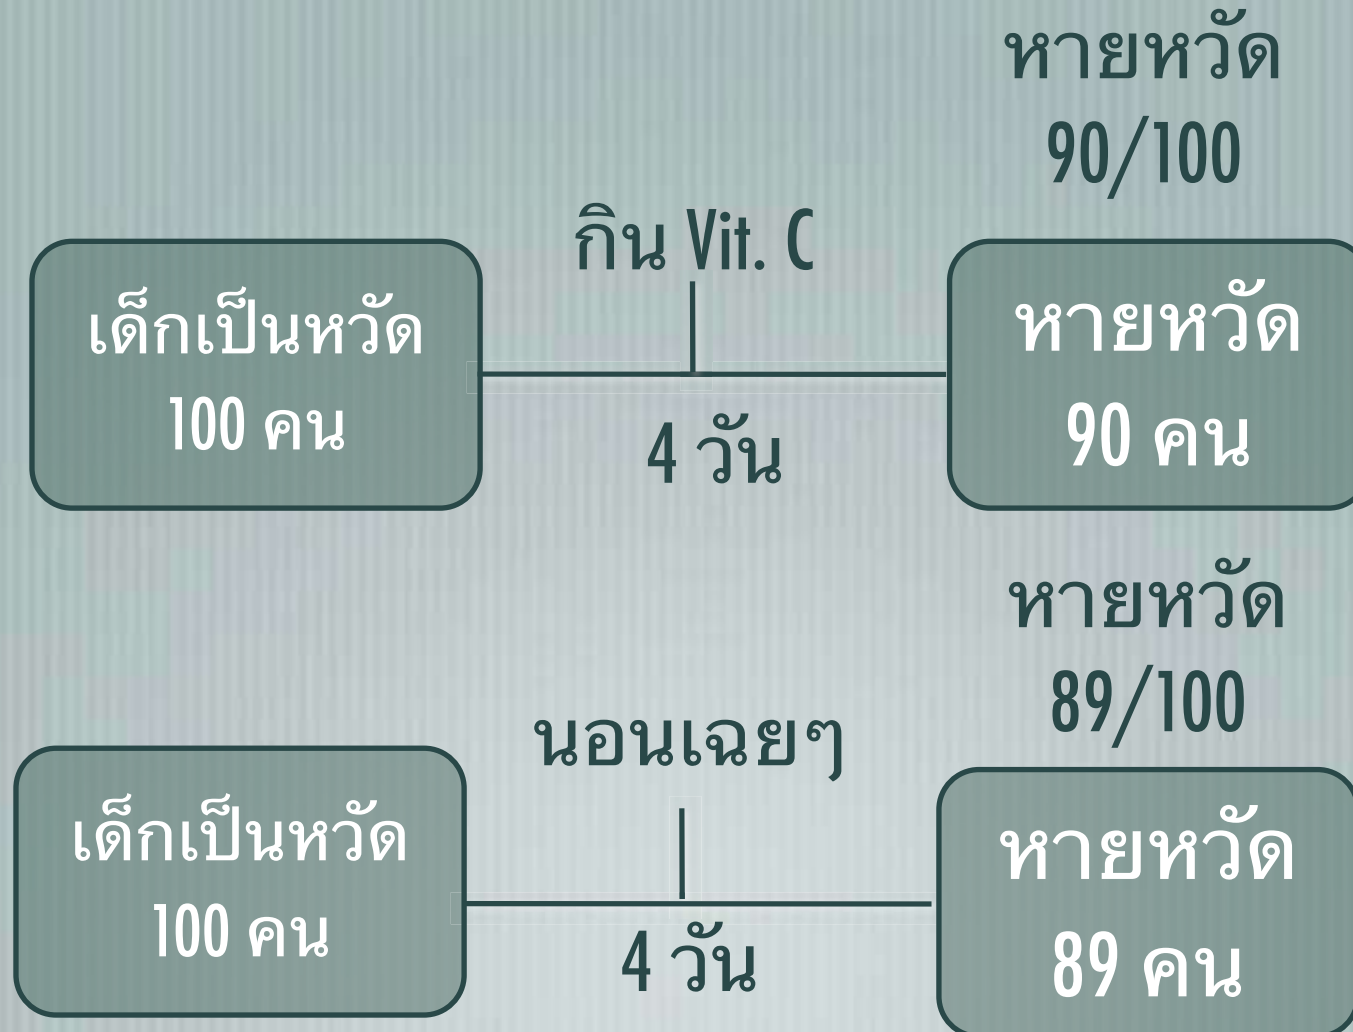 หายหวัด
90/100
กิน Vit. C
เด็กเป็นหวัด
100 คน
4 วัน
หายหวัด
90 คน
หายหวัด
89/100
นอนเฉยๆ
เด็กเป็นหวัด
100 คน
4 วัน
หายหวัด
89 คน